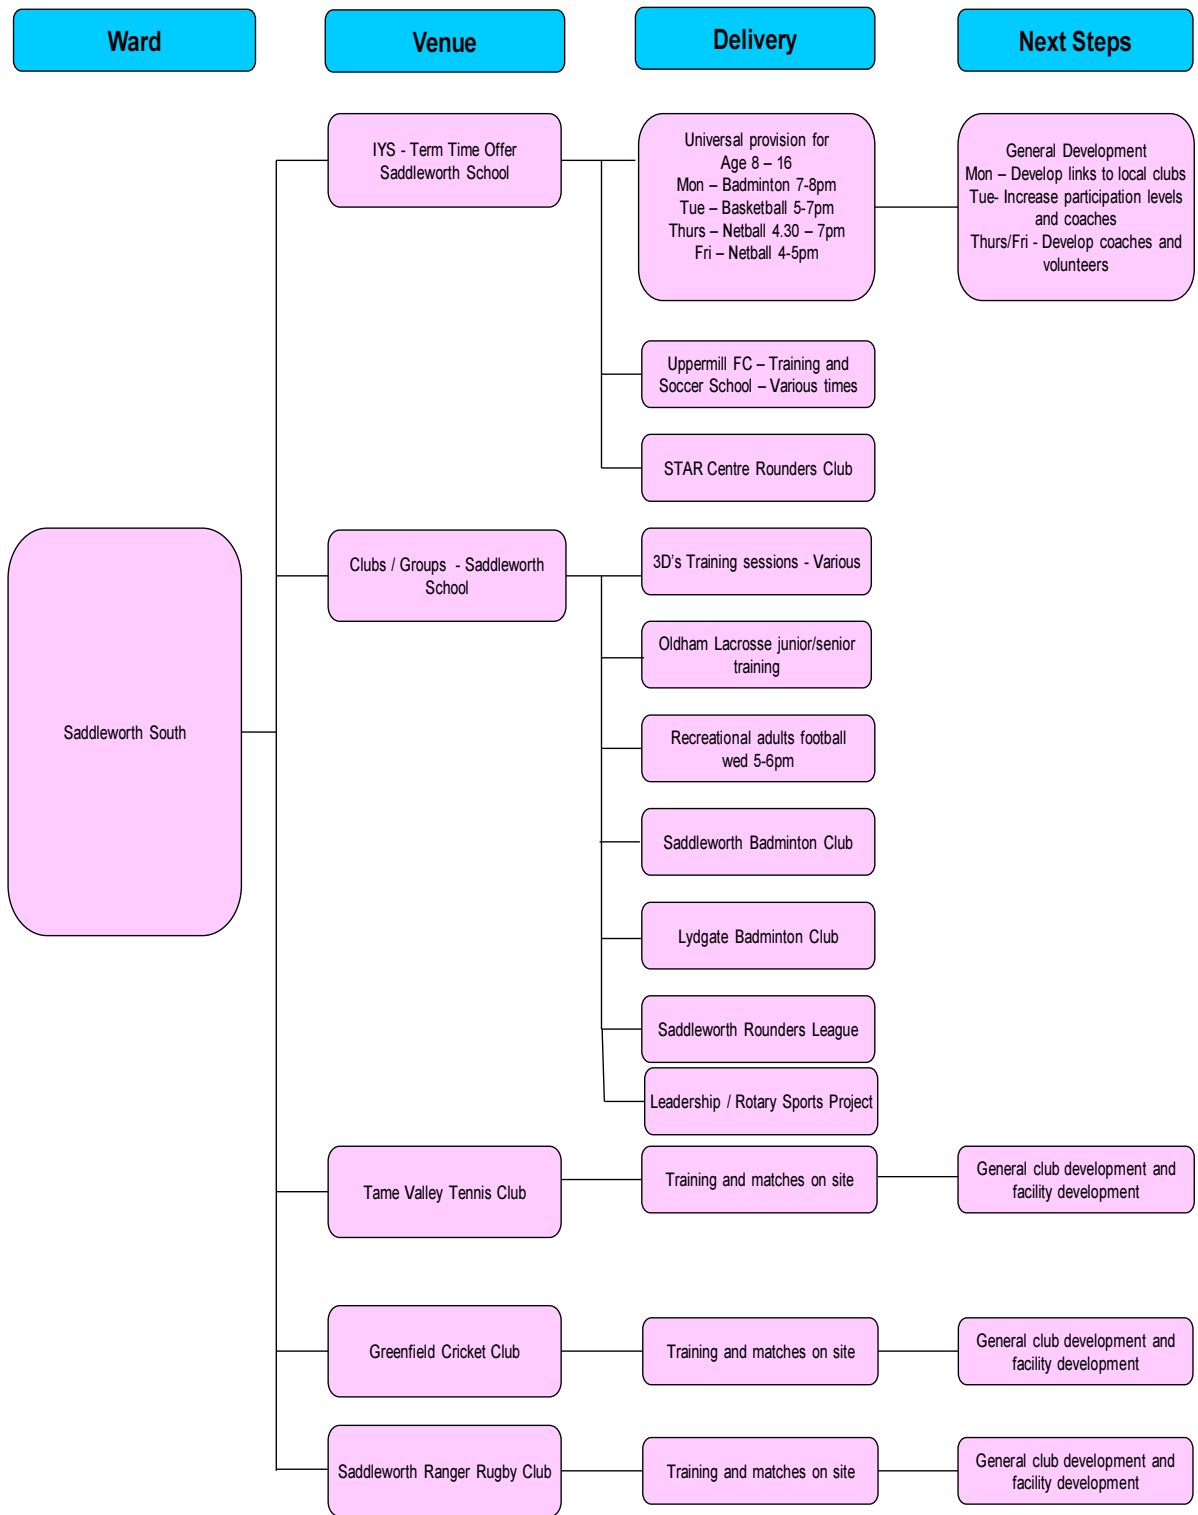 Ward
Venue
Delivery
Next Steps
IYS - Term Time Offer
Saddleworth School
Universal provision for
Age 8 – 16
Mon – Badminton 7-8pm
Tue – Basketball 5-7pm
Thurs – Netball 4.30 – 7pm
Fri – Netball 4-5pm
General Development
Mon – Develop links to local clubs
Tue- Increase participation levels
and coaches
Thurs/Fri - Develop coaches and
volunteers
Uppermill FC – Training and
Soccer School – Various times
STAR Centre Rounders Club
Saddleworth South
Clubs / Groups - Saddleworth
School
3D's Training sessions - Various
Oldham Lacrosse junior/senior
training
Recreational adults football
wed 5-6pm
Saddleworth Badminton Club
Lydgate Badminton Club
Saddleworth Rounders League
Leadership / Rotary Sports Project
Tame Valley Tennis Club
Training and matches on site
General club development and
facility development
Greenfield Cricket Club
Training and matches on site
General club development and
facility development
Saddleworth Ranger Rugby Club
Training and matches on site
General club development and
facility development